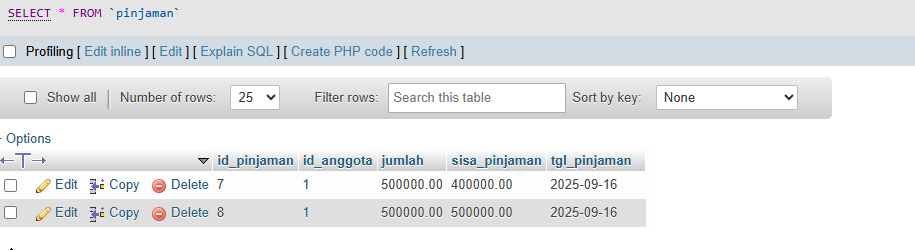 SELECT * FROM `pinjaman`
Profiling [ Edit inline ] [ Edit ] [ Explain SQL ] [ Create PHP code ] [ Refresh ]
Show all Number of rows: 25 Filter rows: Search this table Sort by key: None
Options
id_pinjaman id_anggota jumlah sisa_pinjaman tgl_pinjaman
Edit Copy Delete 7 1 500000.00 400000.00 2025-09-16
Edit Copy Delete 8 1 500000.00 500000.00 2025-09-16